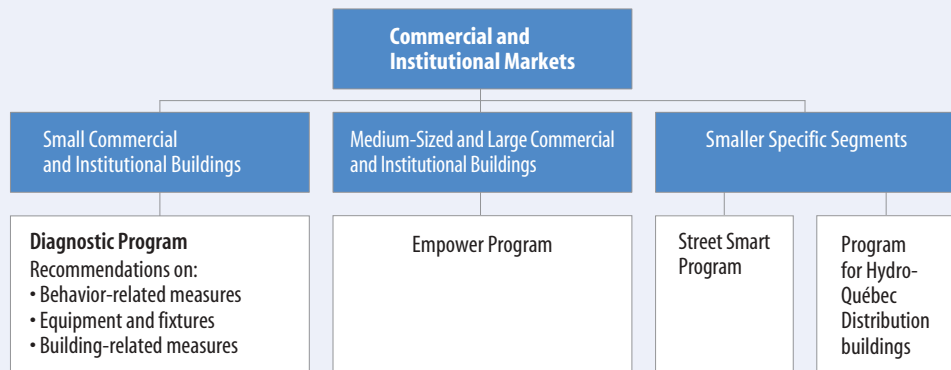 Commercial and
Institutional Markets
Small Commercial
and Institutional Buildings
Medium-Sized and Large Commercial
and Institutional Buildings
Smaller Specific Segments
Diagnostic Program
Recommendations on:
• Behavior-related measures
• Equipment and fixtures
• Building-related measures
Empower Program
Street Smart
Program
Program
for Hydro-
Québec
Distribution
buildings